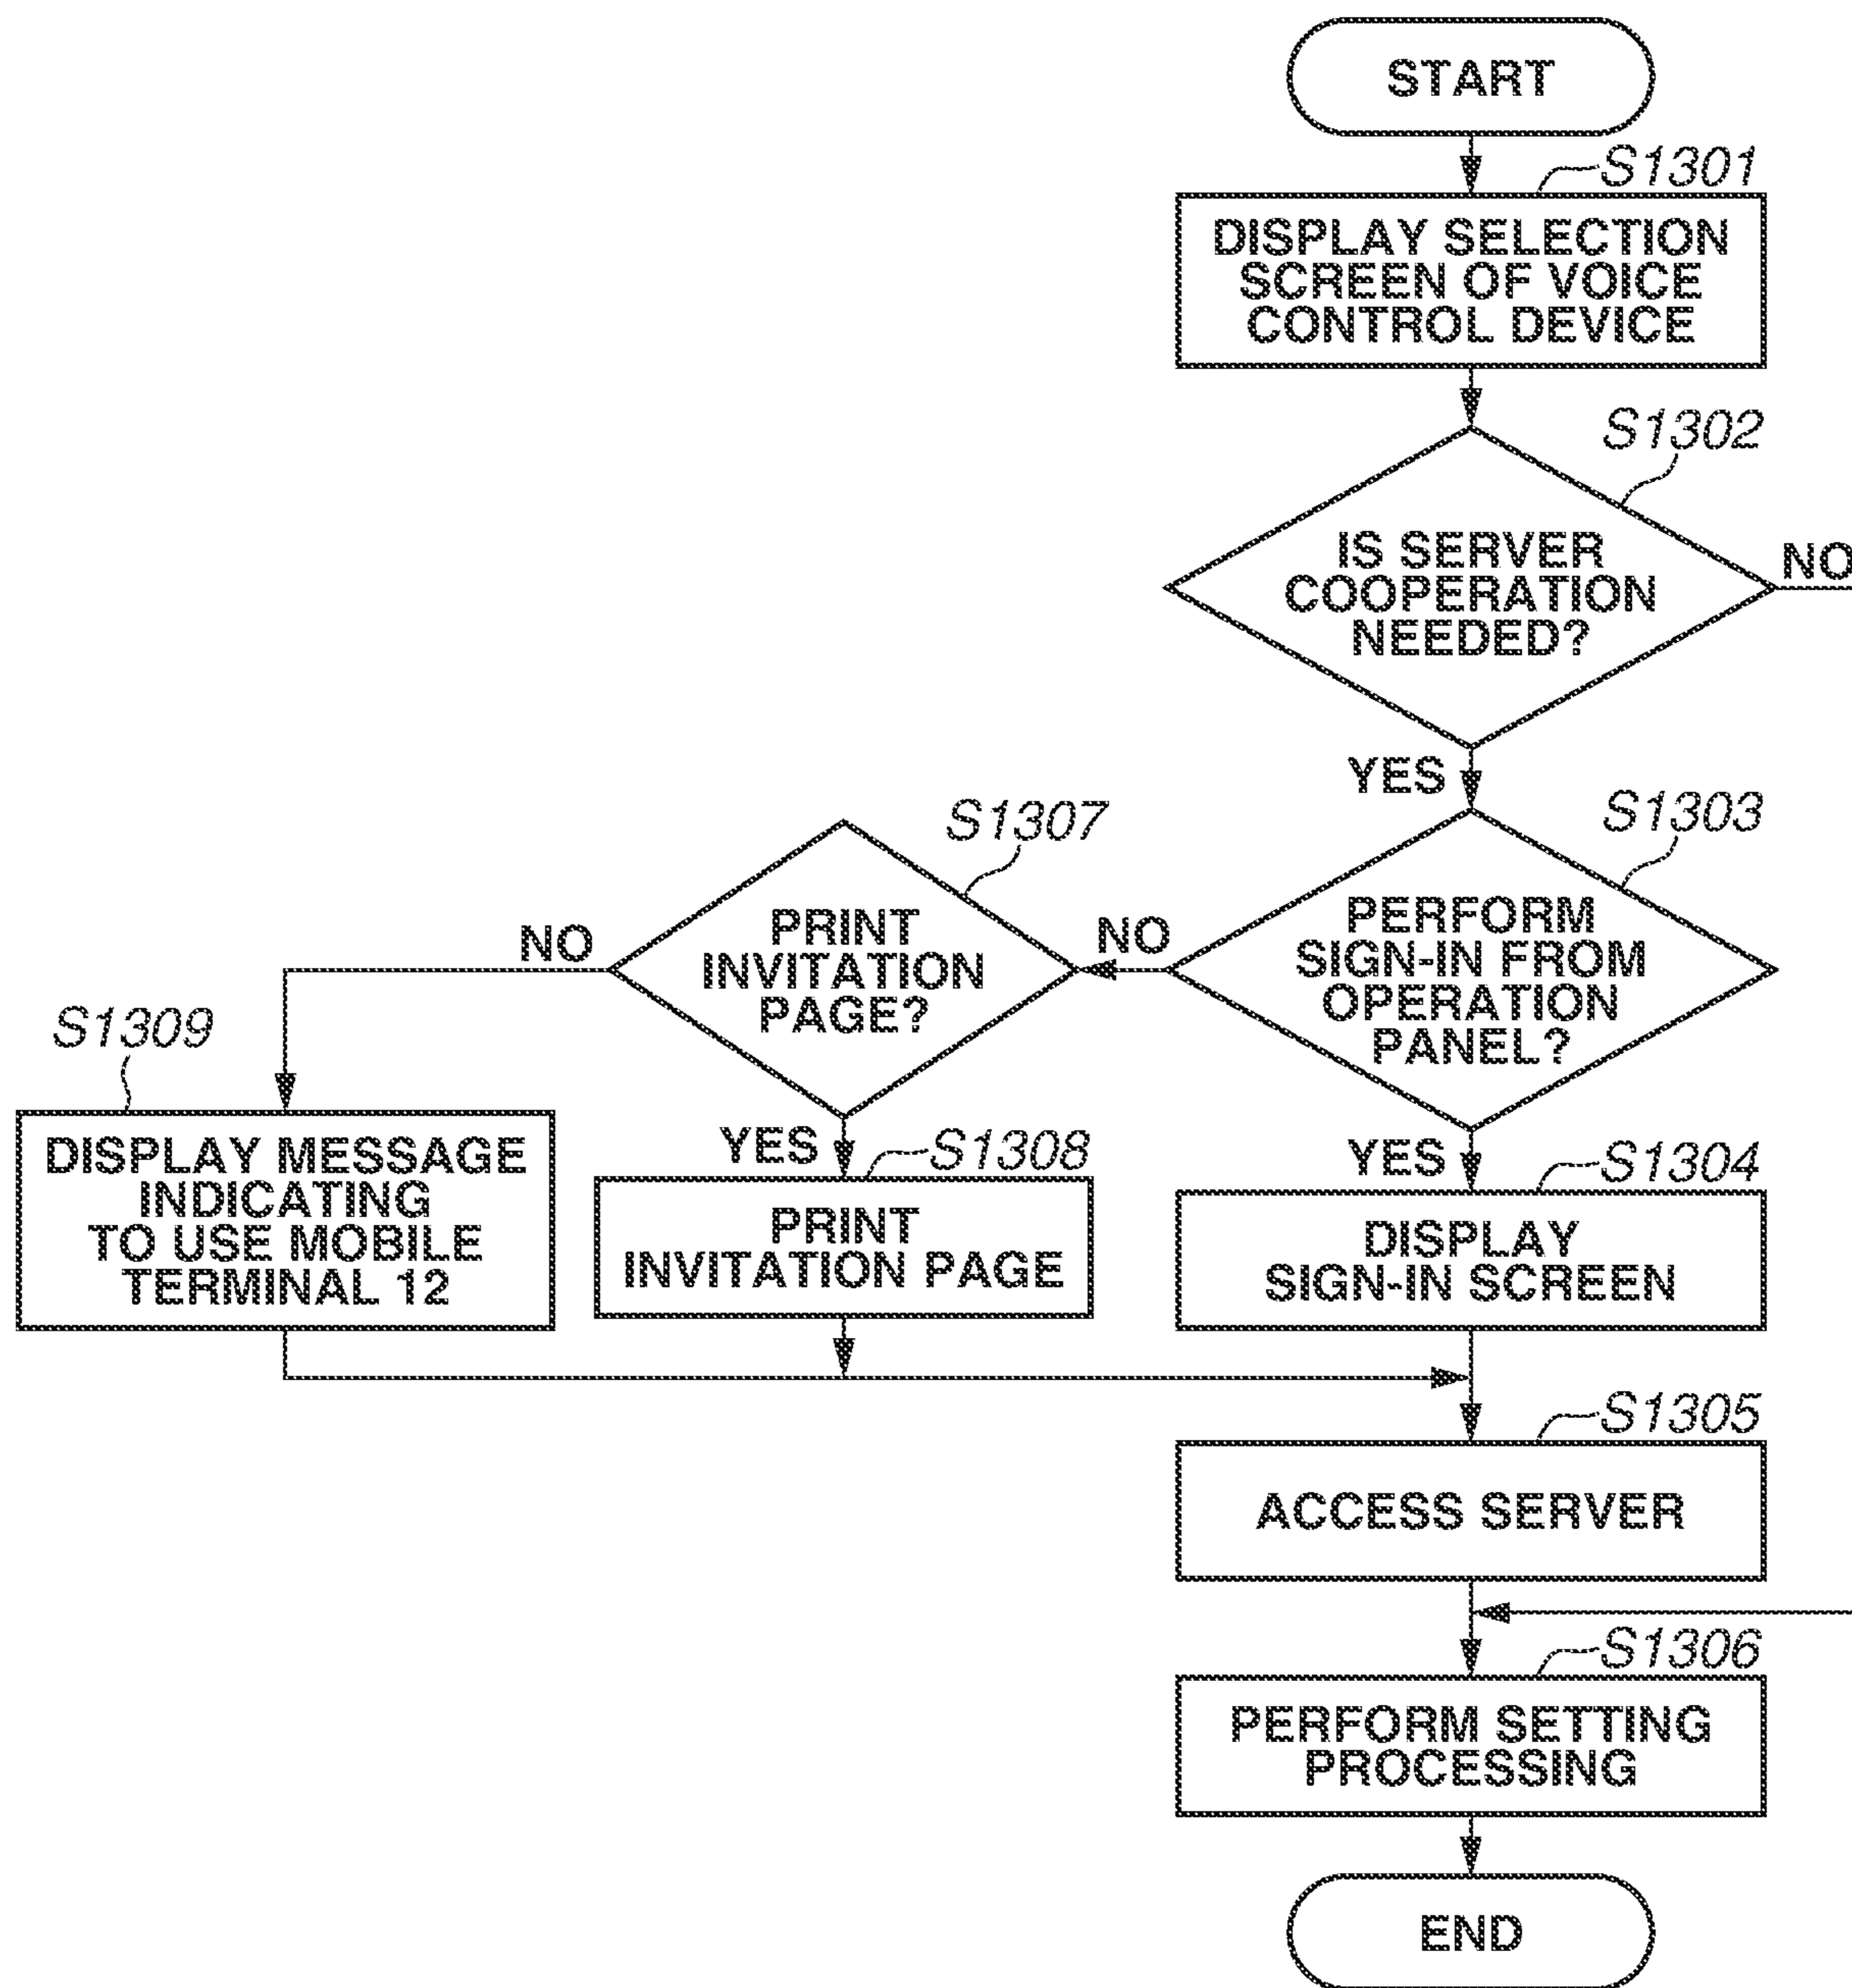 START
S1301
DISPLAY SELECTION
SCREEN OF VOICE
CONTROL DEVICE
S1302
IS SERVER
COOPERATION
NEEDED?
NO
YES
S1303
PERFORM
SIGN-IN FROM
OPERATION
PANEL?
NO
S1307
PRINT
INVITATION
PAGE?
NO
S1309
DISPLAY MESSAGE
INDICATING
TO USE MOBILE
TERMINAL 12
YES
S1308
PRINT
INVITATION PAGE
YES
S1304
DISPLAY
SIGN-IN SCREEN
S1305
ACCESS SERVER
S1306
PERFORM SETTING
PROCESSING
END